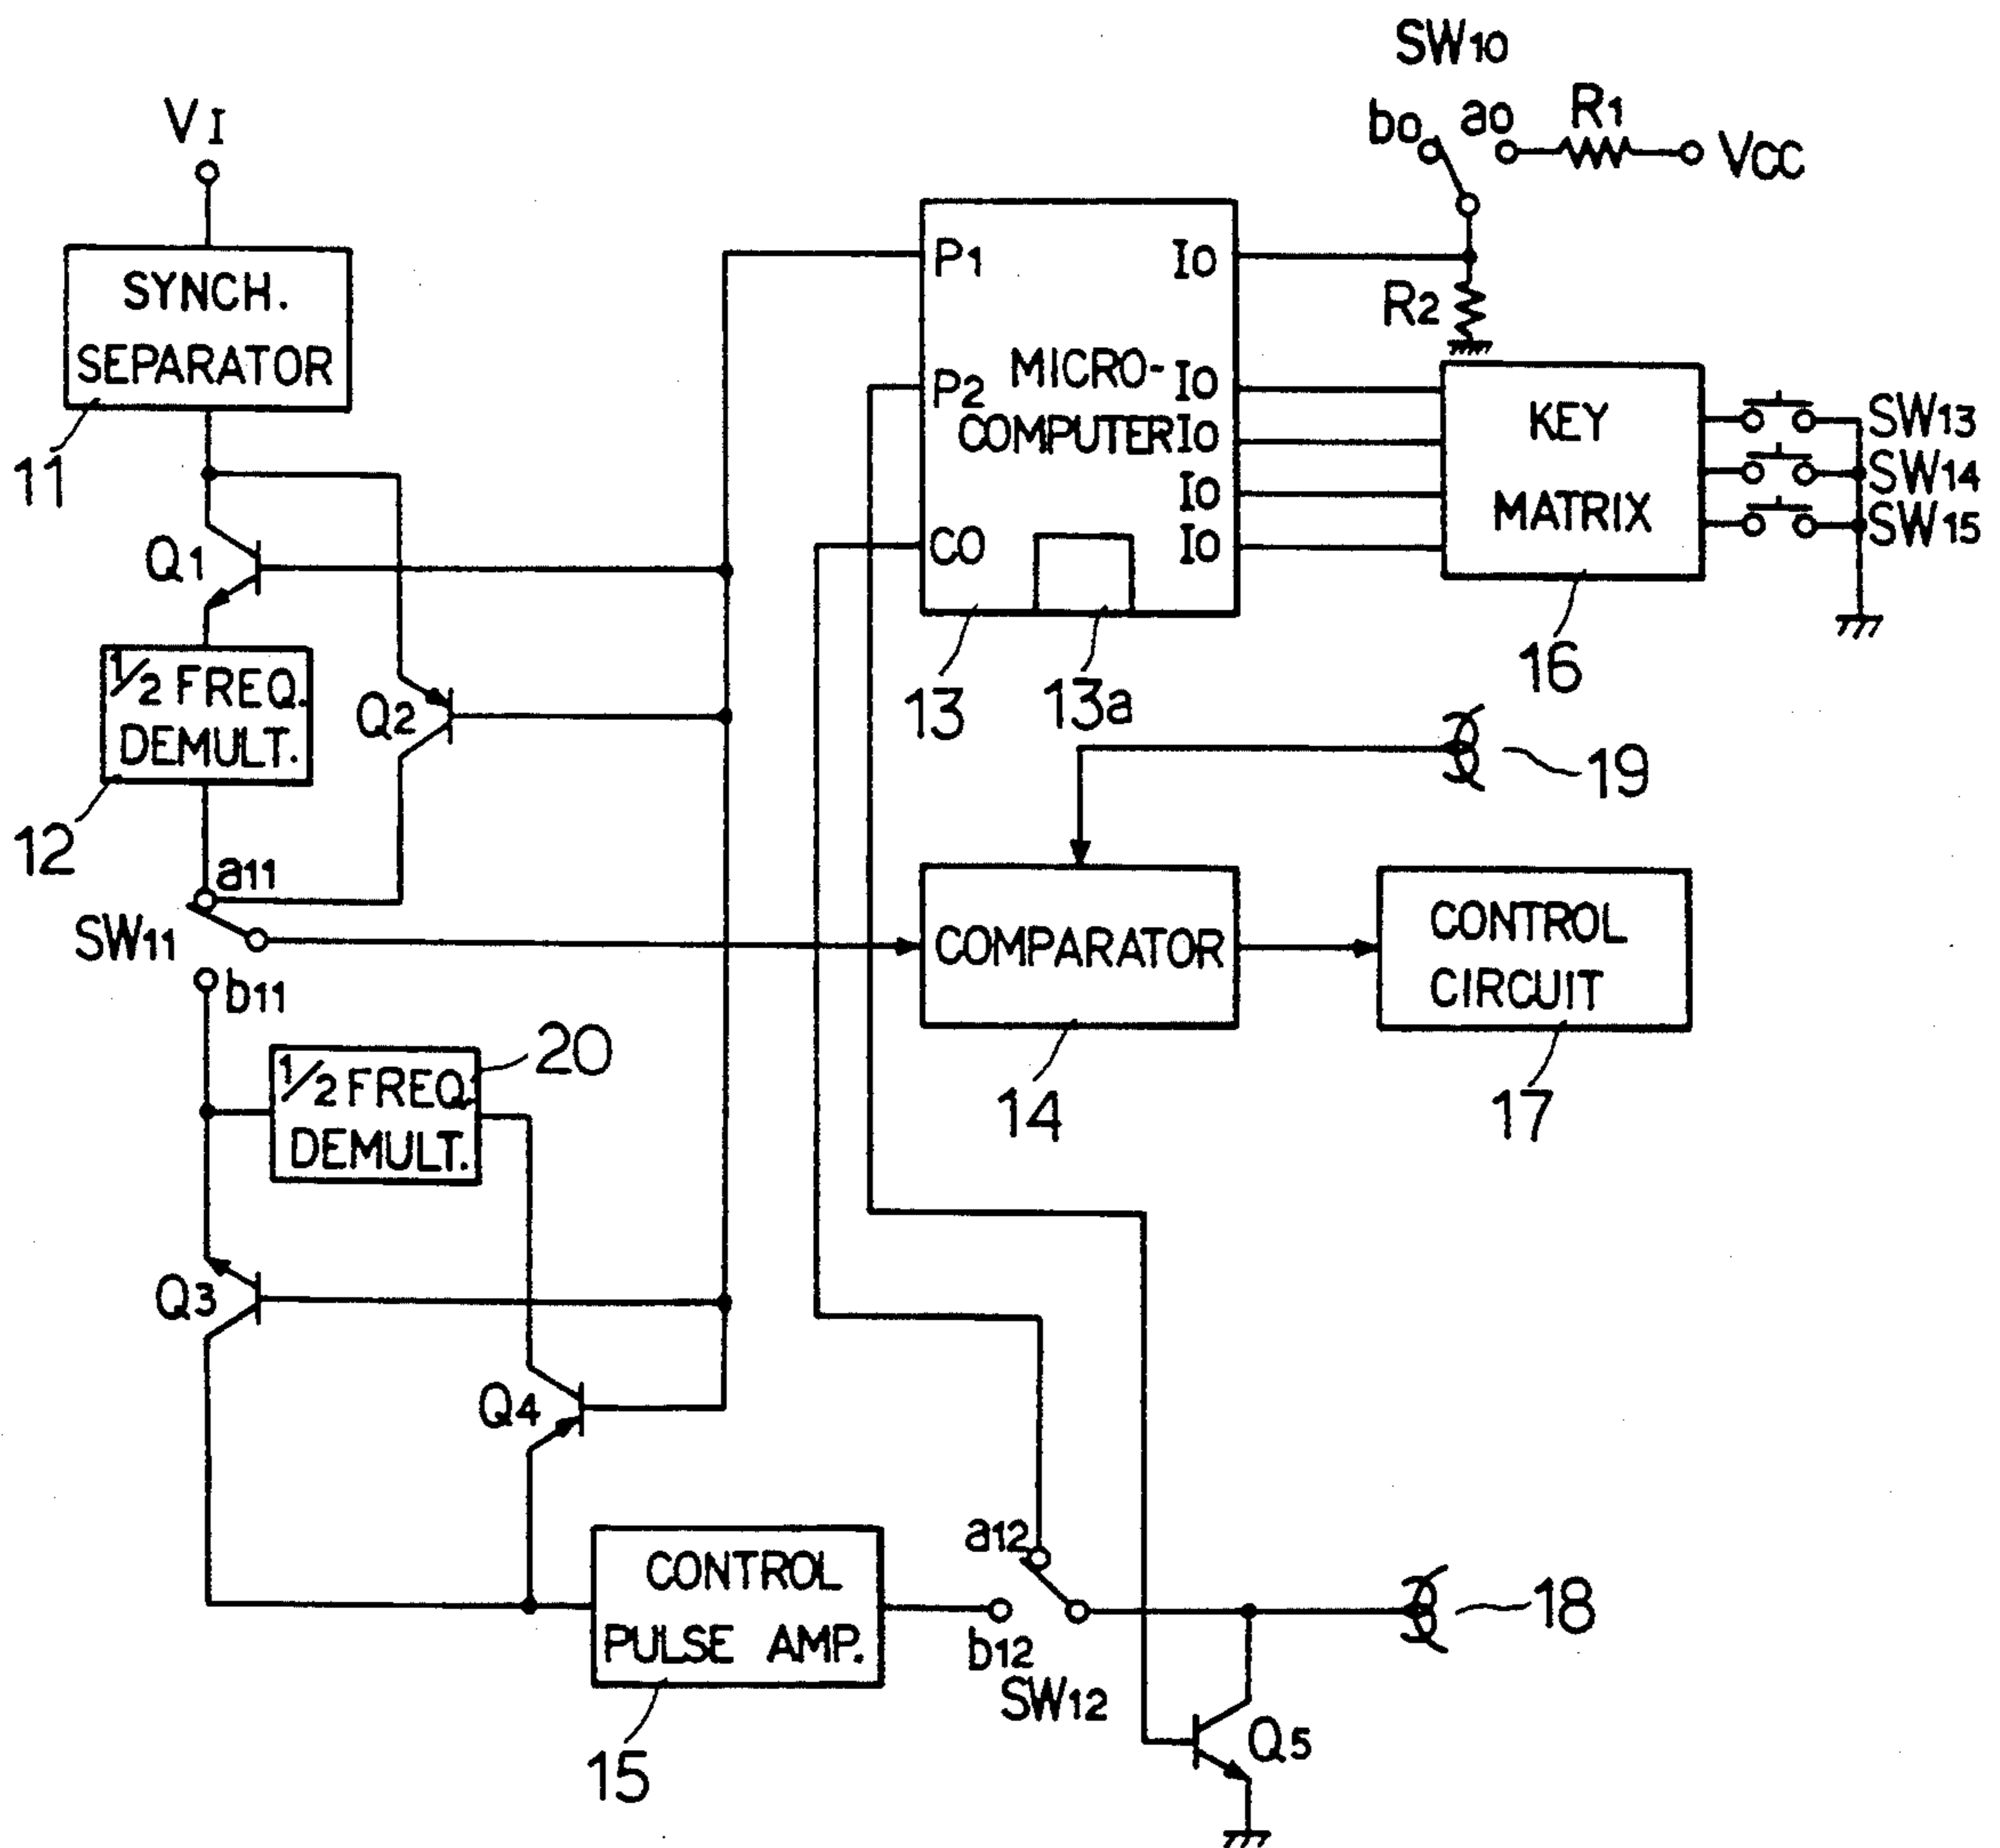 SW10
VI
bo
ao
R1
VCC
SYNCH.
SEPARATOR
11
P1
IO
R2
P2
MICRO-
COMPUTER
IO
IO
IO
IO
CO
KEY
MATRIX
SW13
SW14
SW15
Q1
1/2 FREQ.
DEMULT.
Q2
13
13a
16
19
12
a11
SW11
b11
COMPARATOR
CONTROL
CIRCUIT
14
17
1/2 FREQ.
DEMULT.
20
Q3
Q4
CONTROL
PULSE AMP.
15
a12
b12
SW12
18
Q5